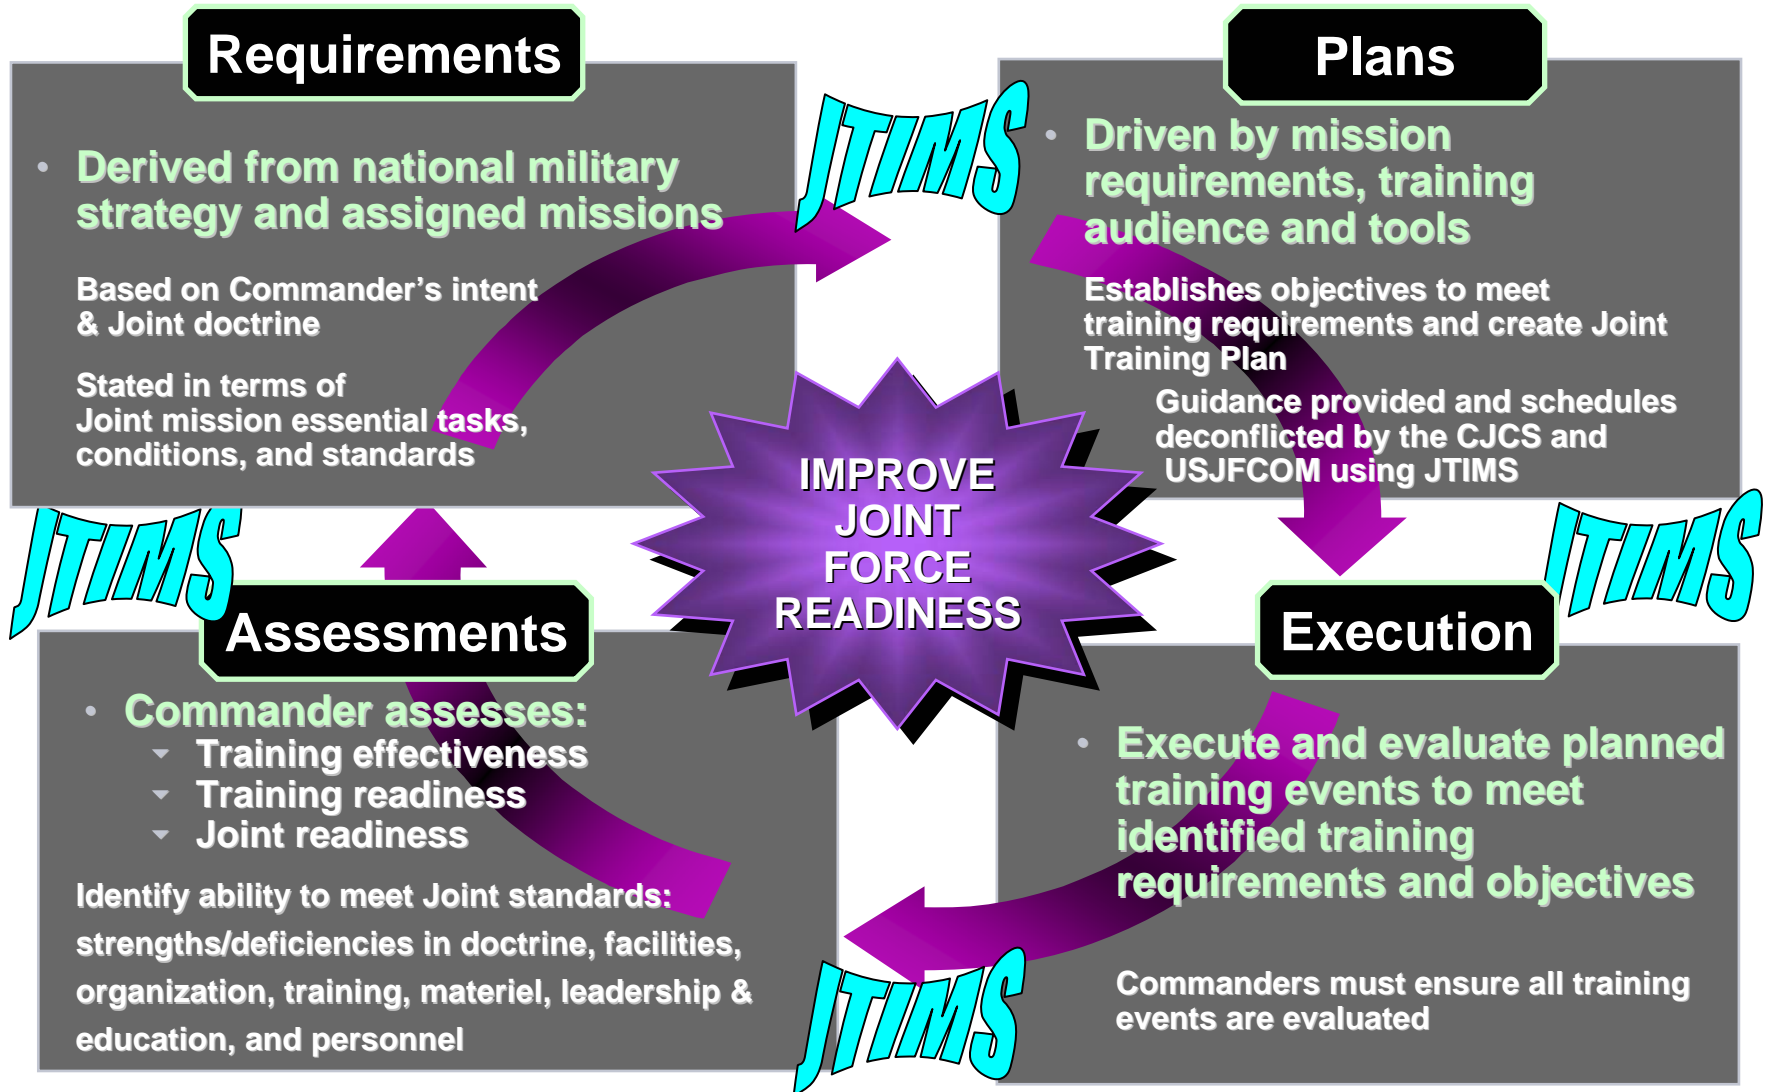 Requirements
• Derived from national military
strategy and assigned missions
Based on Commander's intent
& Joint doctrine
Stated in terms of
Joint mission essential tasks,
conditions, and standards
JTIMS
Plans
• Driven by mission
requirements, training
audience and tools
Establishes objectives to meet
training requirements and create Joint
Training Plan
Guidance provided and schedules
deconflicted by the CJCS and
USJFCOM using JTIMS
IMPROVE
JOINT
FORCE
READINESS
JTIMS
Assessments
• Commander assesses:
Training effectiveness
Training readiness
Joint readiness
Identify ability to meet Joint standards:
strengths/deficiencies in doctrine, facilities,
organization, training, materiel, leadership &
education, and personnel
JTIMS
Execution
• Execute and evaluate planned
training events to meet
identified training
requirements and objectives
Commanders must ensure all training
events are evaluated
JTIMS